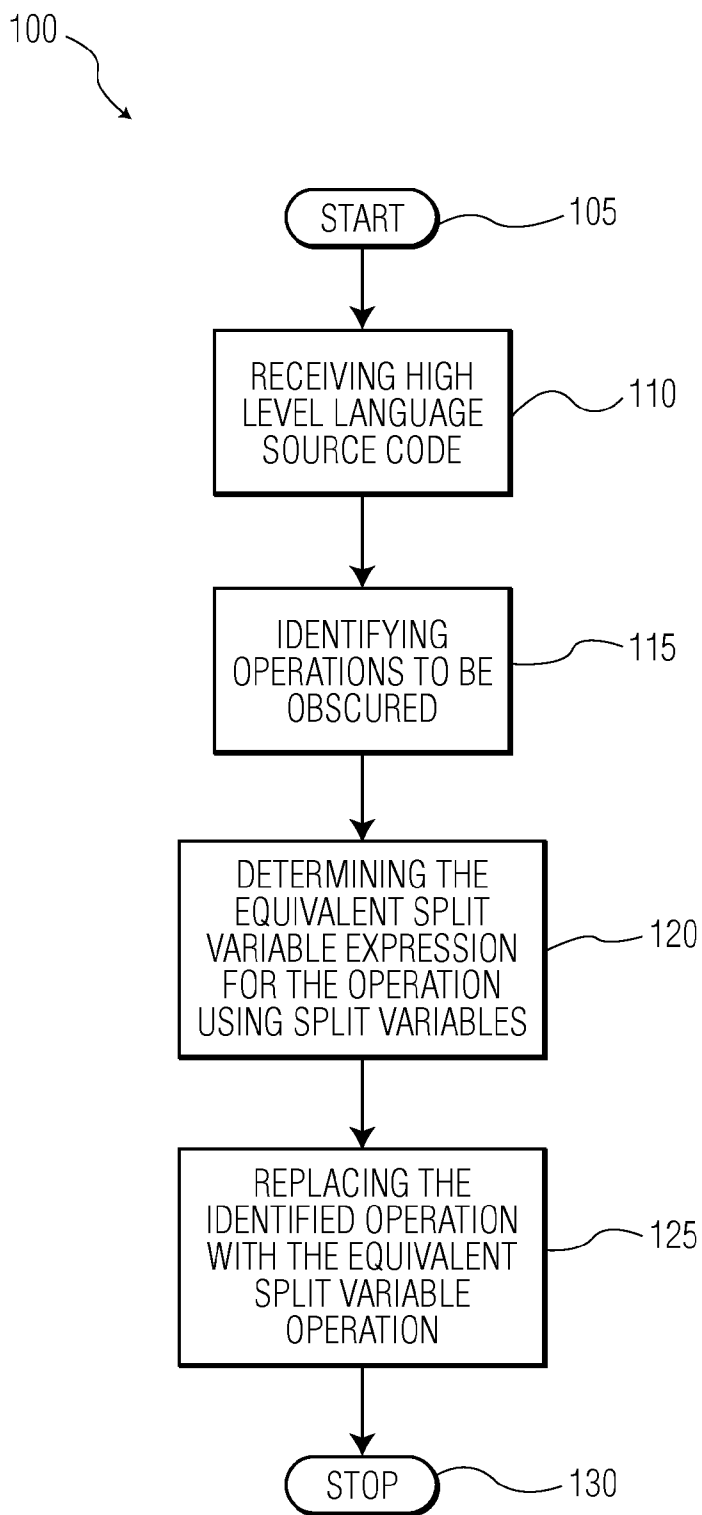 100
START
105
RECEIVING HIGH
LEVEL LANGUAGE
SOURCE CODE
110
IDENTIFYING
OPERATIONS TO BE
OBSCURED
115
DETERMINING THE
EQUIVALENT SPLIT
VARIABLE EXPRESSION
FOR THE OPERATION
USING SPLIT VARIABLES
120
REPLACING THE
IDENTIFIED OPERATION
WITH THE EQUIVALENT
SPLIT VARIABLE
OPERATION
125
STOP
130